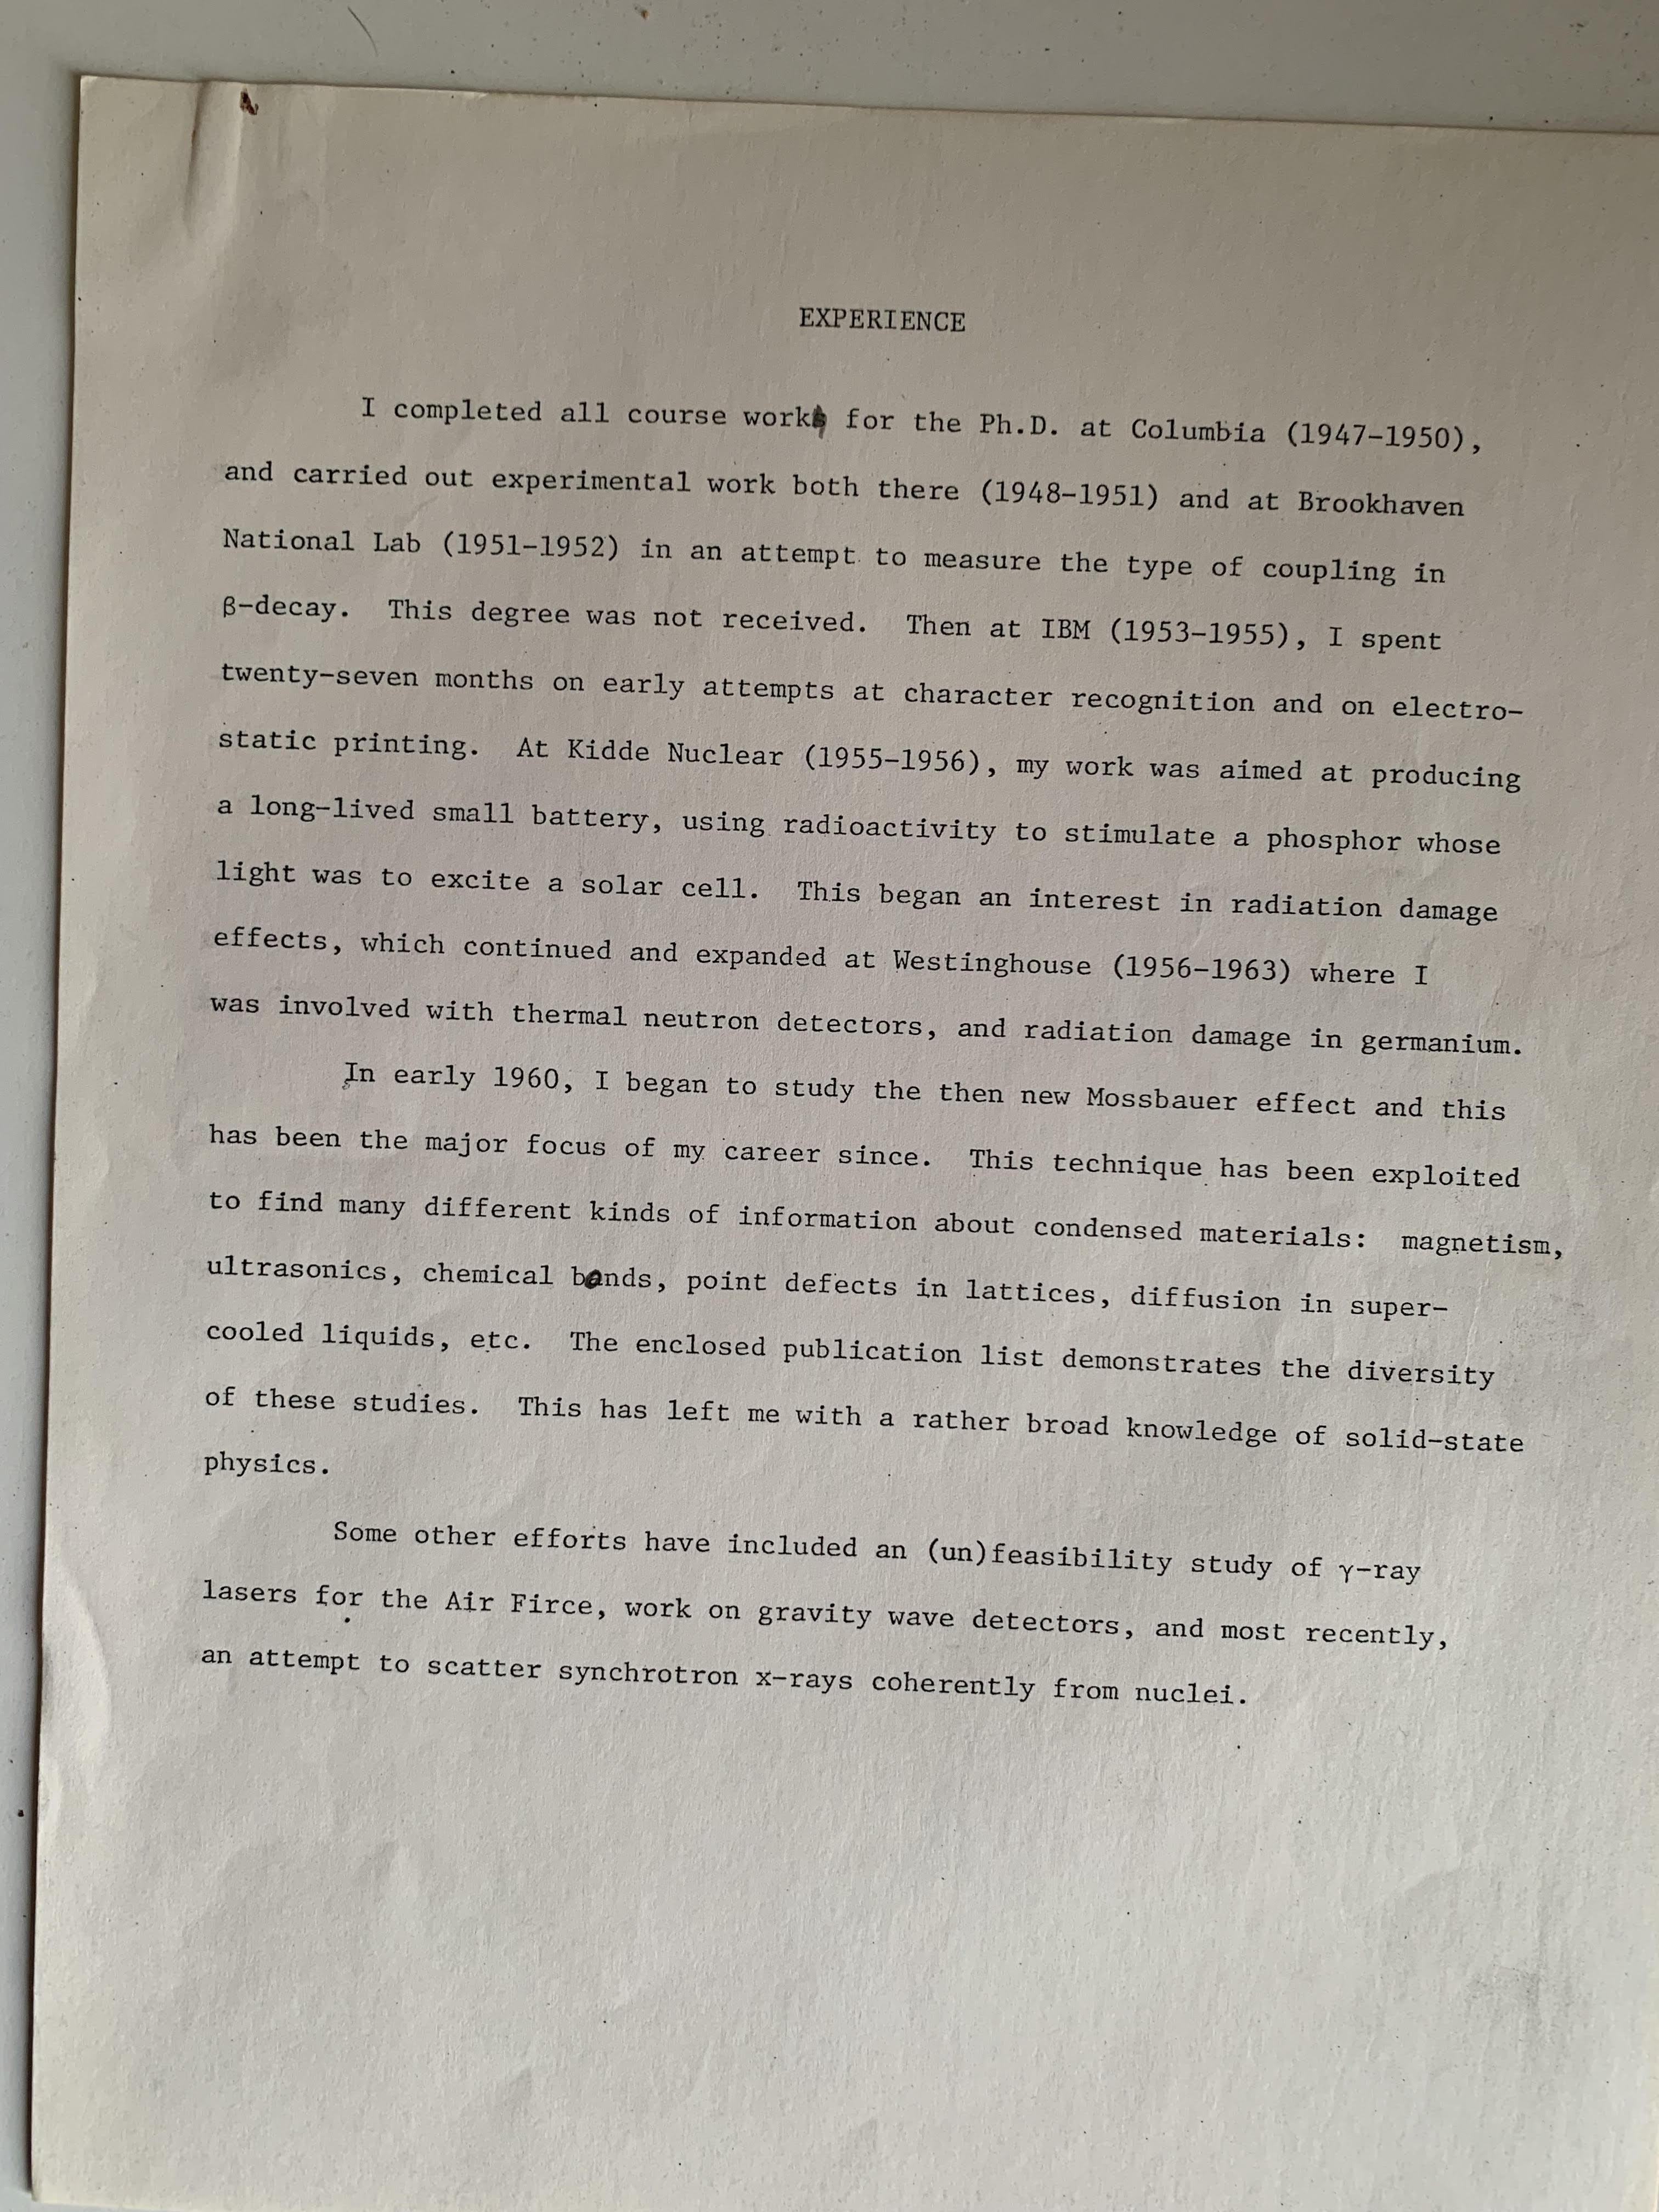 EXPERIENCE
I completed all course work for the Ph.D. at Columbia (1947-1950),
and carried out experimental work both there (1948-1951) and at Brookhaven
National Lab (1951-1952) in an attempt to measure the type of coupling in
β-decay. This degree was not received. Then at IBM (1953-1955), I spent
twenty-seven months on early attempts at character recognition and on electro-
static printing. At Kidde Nuclear (1955-1956), my work was aimed at producing
a long-lived small battery, using radioactivity to stimulate a phosphor whose
light was to excite a solar cell. This began an interest in radiation damage
effects, which continued and expanded at Westinghouse (1956-1963) where I
was involved with thermal neutron detectors, and radiation damage in germanium.
In early 1960, I began to study the then new Mossbauer effect and this
has been the major focus of my career since. This technique has been exploited
to find many different kinds of information about condensed materials: magnetism,
ultrasonics, chemical bonds, point defects in lattices, diffusion in super-
cooled liquids, etc. The enclosed publication list demonstrates the diversity
of these studies. This has left me with a rather broad knowledge of solid-state
physics.
Some other efforts have included an (un)feasibility study of γ-ray
lasers for the Air Firce, work on gravity wave detectors, and most recently,
an attempt to scatter synchrotron x-rays coherently from nuclei.